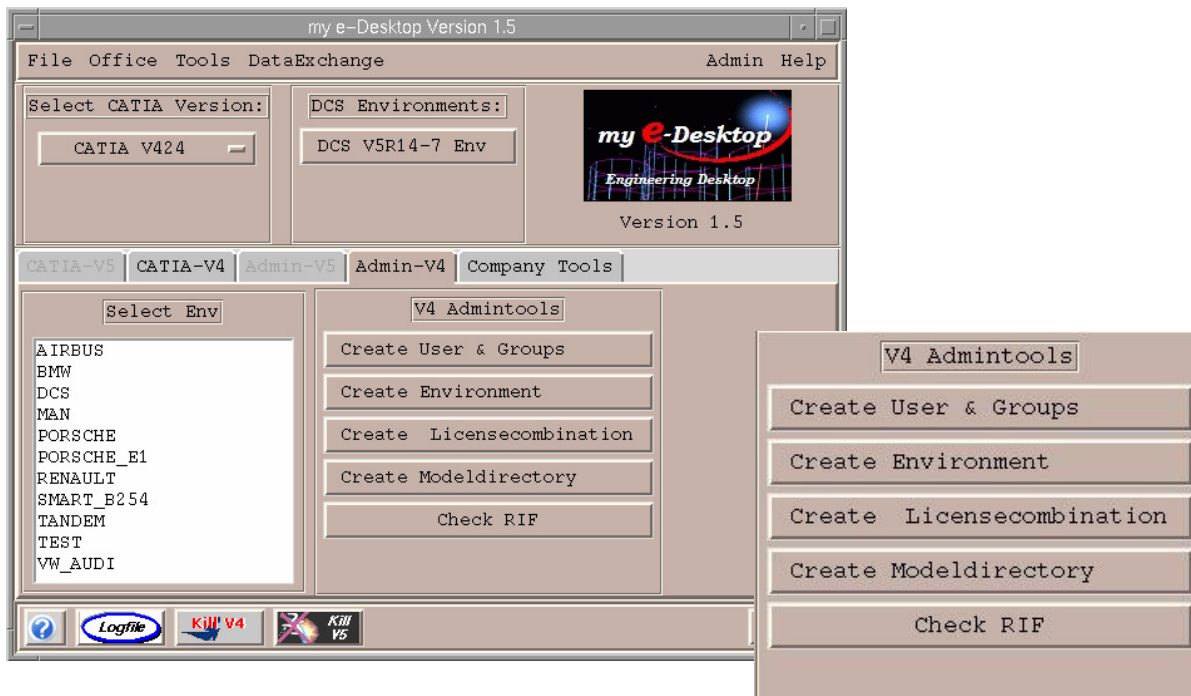 my e-Desktop Version 1.5
File Office Tools DataExchange Admin Help
Select CATIA Version:
CATIA V424
DCS Environments:
DCS V5R14-7 Env
my e-Desktop
Engineering Desktop
Version 1.5
CATIA-V5 CATIA-V4 Admin-V5 Admin-V4 Company Tools
Select Env
AIRBUS
BMW
DCS
MAN
PORSCHE
PORSCHE_E1
RENAULT
SMART_B254
TANDEM
TEST
VW_AUDI
V4 Admintools
Create User & Groups
Create Environment
Create Licensecombination
Create Modeldirectory
Check RIF
? Logfile Kill V4 Kill V5
V4 Admintools
Create User & Groups
Create Environment
Create Licensecombination
Create Modeldirectory
Check RIF